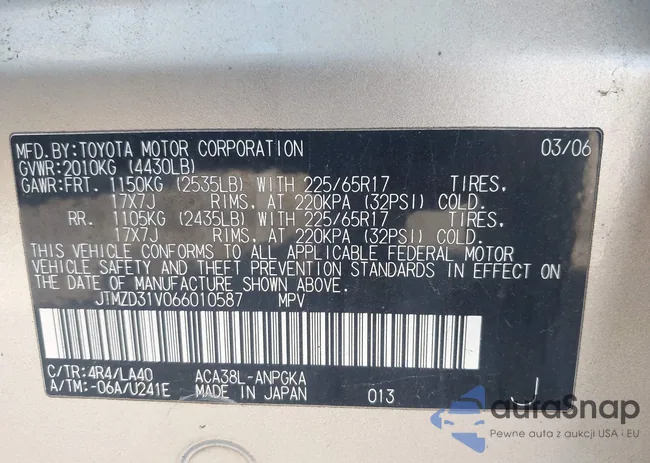 MFD.BY:TOYOTA MOTOR CORPORATION 03/06
GVWR:2010KG (4430LB)
GAWR:FRT. 1150KG (2535LB) WITH 225/65R17 TIRES,
17X7J RIMS, AT 220KPA (32PSI) COLD.
RR. 1105KG (2435LB) WITH 225/65R17 TIRES,
17X7J RIMS, AT 220KPA (32PSI) COLD.
THIS VEHICLE CONFORMS TO ALL APPLICABLE FEDERAL MOTOR
VEHICLE SAFETY AND THEFT PREVENTION STANDARDS IN EFFECT ON
THE DATE OF MANUFACTURE SHOWN ABOVE.
JTMZD31V066010587 MPV
C/TR:4R4/LA40 ACA38L-ANPGKA
A/TM:-06A/U241E MADE IN JAPAN 013 J
auraSnap
Pewne auta z aukcji USA i EU